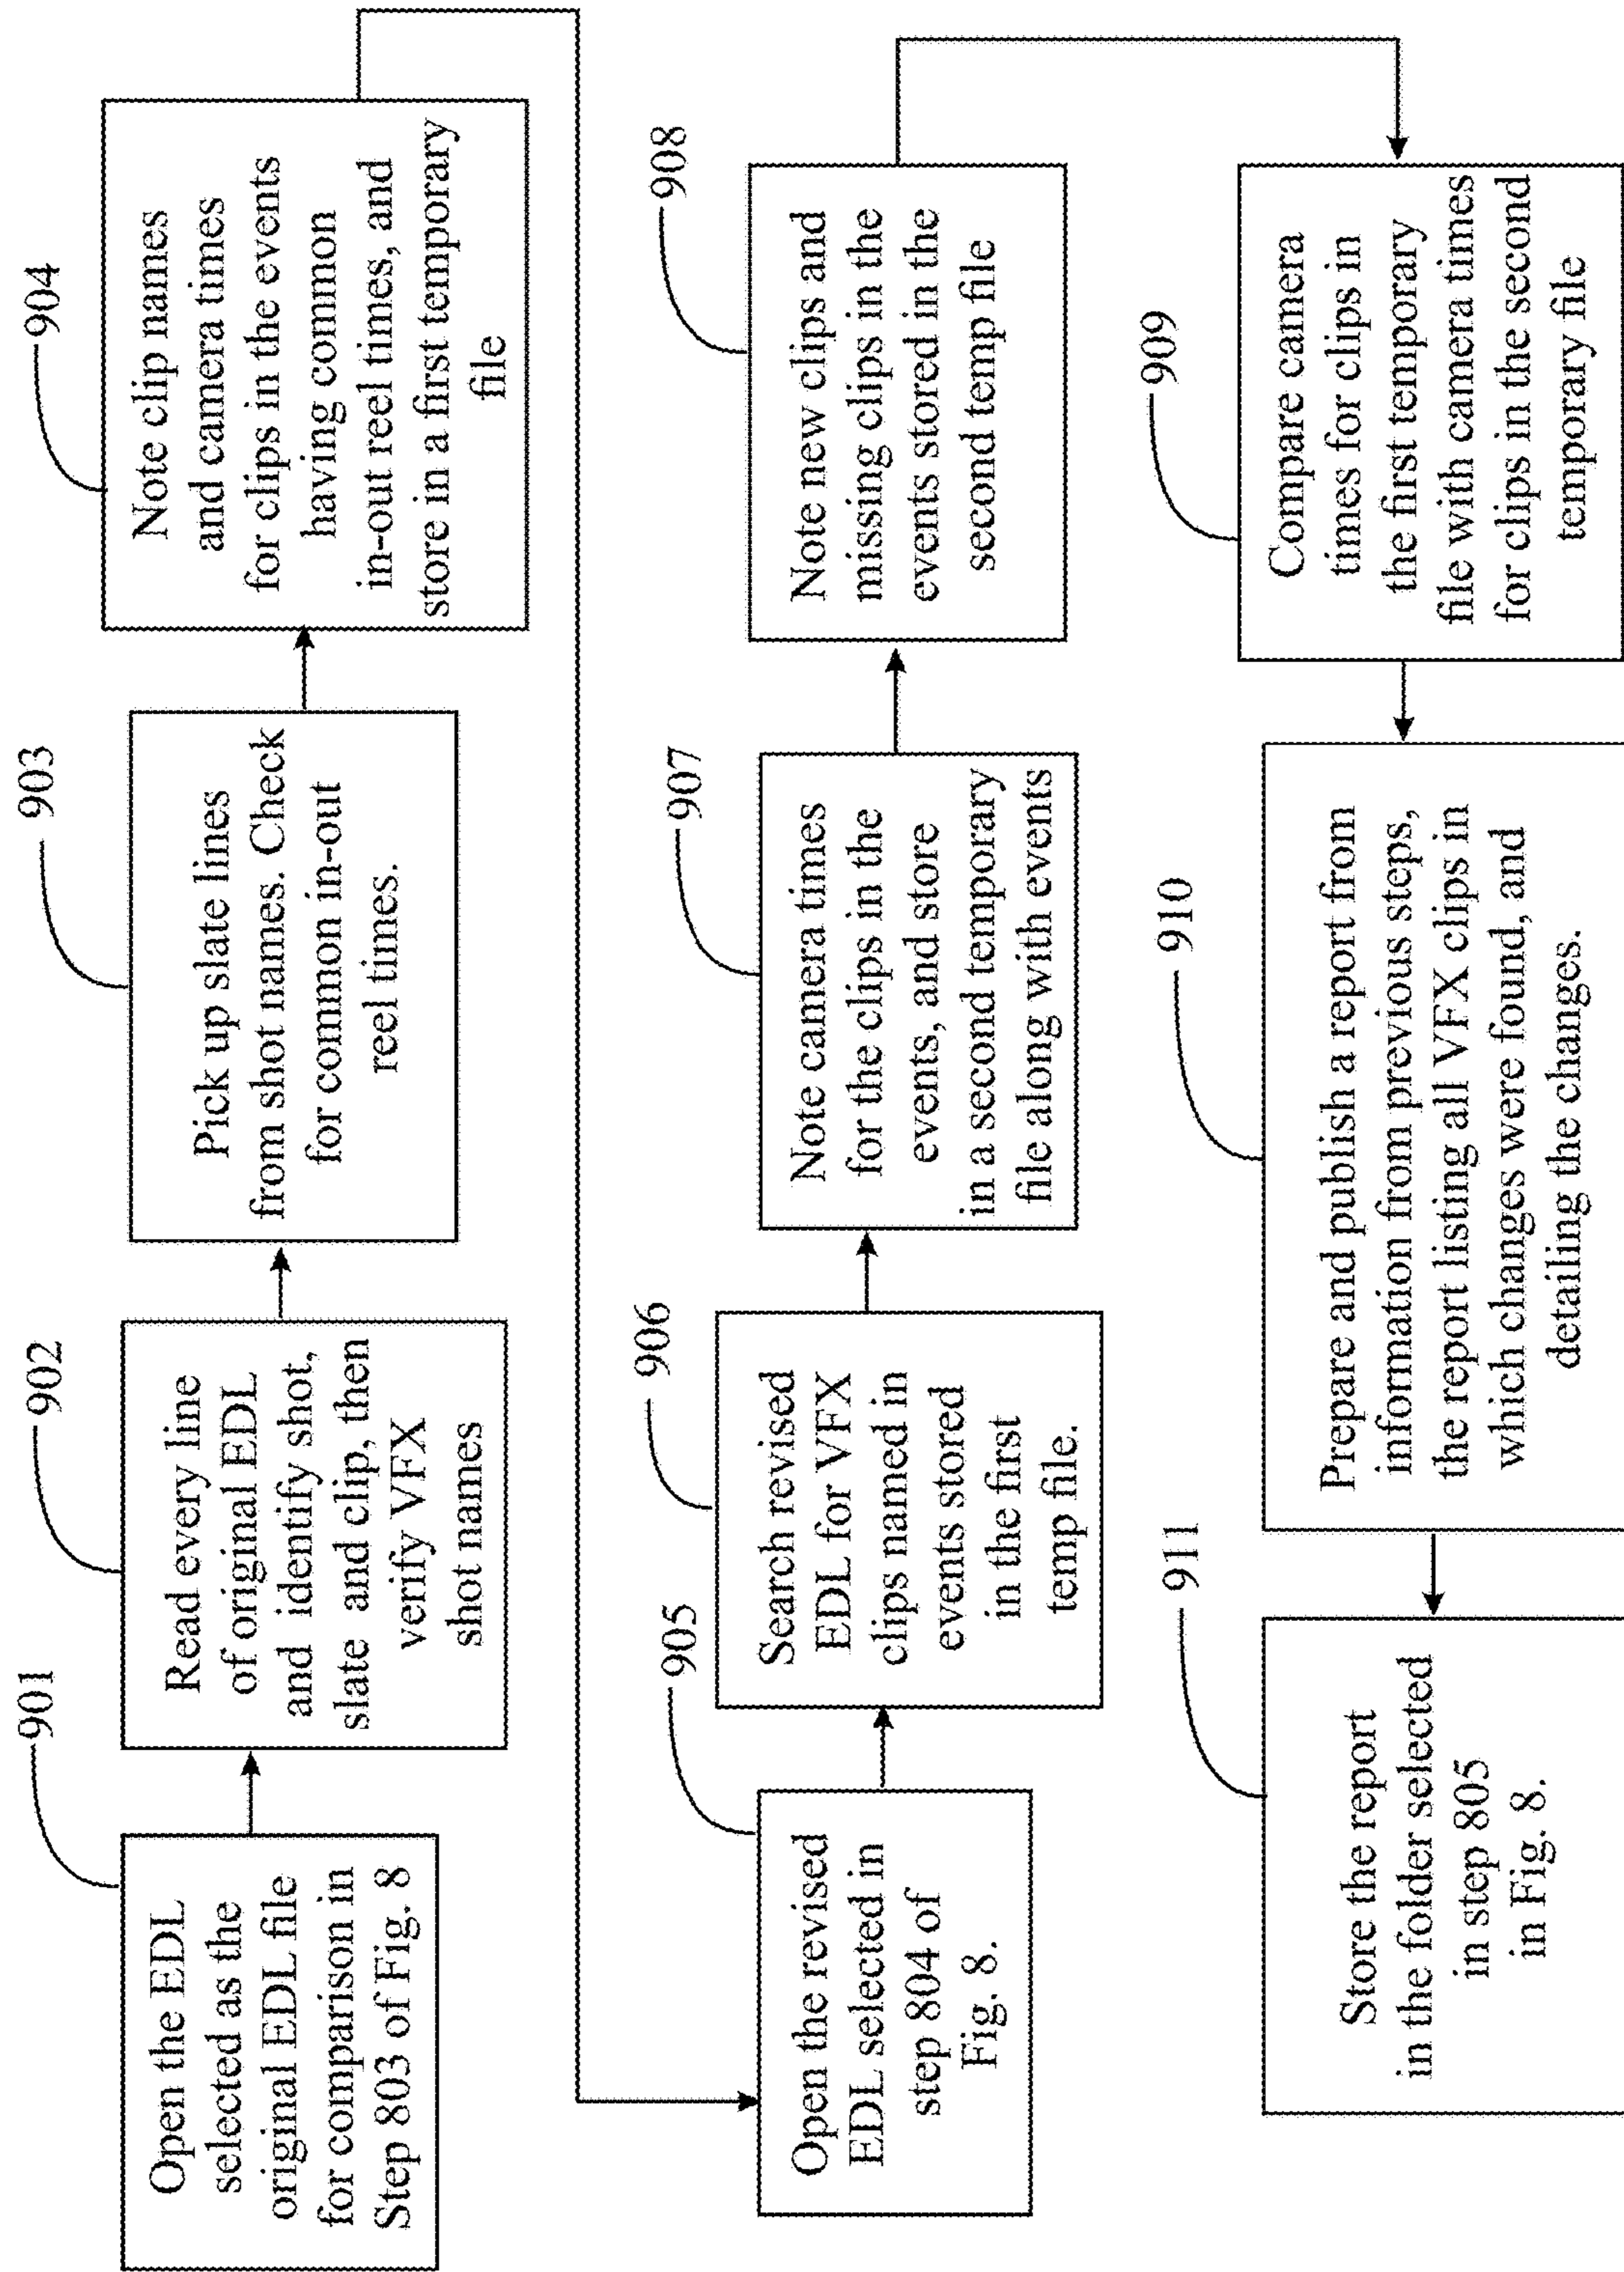 901
Open the EDL
selected as the
original EDL file
for comparison in
Step 803 of Fig. 8
902
Read every line
of original EDL
and identify shot,
slate and clip, then
verify VFX
shot names
903
Pick up slate lines
from shot names. Check
for common in-out
reel times.
904
Note clip names
and camera times
for clips in the events
having common
in-out reel times, and
store in a first temporary
file
905
Open the revised
EDL selected in
step 804 of
Fig. 8.
906
Search revised
EDL for VFX
clips named in
events stored
in the first
temp file.
907
Note camera times
for the clips in the
events, and store
in a second temporary
file along with events
908
Note new clips and
missing clips in the
events stored in the
second temp file
909
Compare camera
times for clips in
the first temporary
file with camera times
for clips in the second
temporary file
910
Prepare and publish a report from
information from previous steps,
the report listing all VFX clips in
which changes were found, and
detailing the changes.
911
Store the report
in the folder selected
in step 805
in Fig. 8.